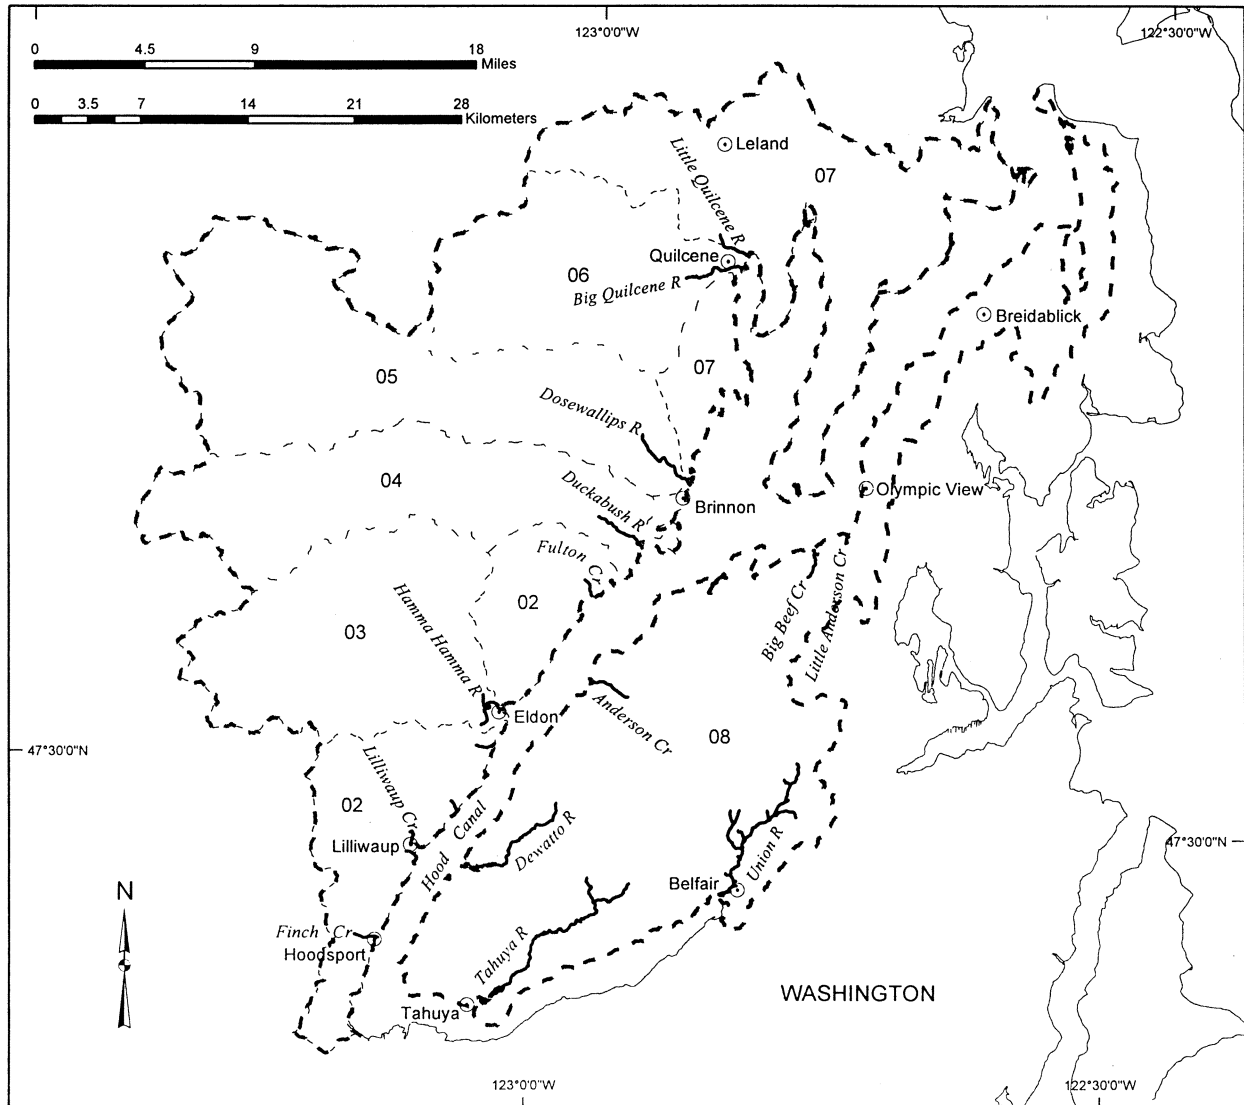 123°0'0"W
122°30'0"W
0 4.5 9 18
Miles
0 3.5 7 14 21 28
Kilometers
Leland
Little Quilcene R
07
Quilcene
06
Big Quilcene R
Breidablick
07
05
Dosewallips R
04
Duckabush R
Brinnon
Olympic View
Fulton Cr
02
Big Beef Cr
Little Anderson Cr
03
Hamma Hamma R
Eldon
Anderson Cr
08
47°30'0"N
Lilliwaup Cr
02
Hood Canal
Lilliwaup
Dewatto R
Union R
47°30'0"N
Belfair
N
Finch Cr
Hoodsport
Tahuya R
WASHINGTON
Tahuya
123°0'0"W
122°30'0"W